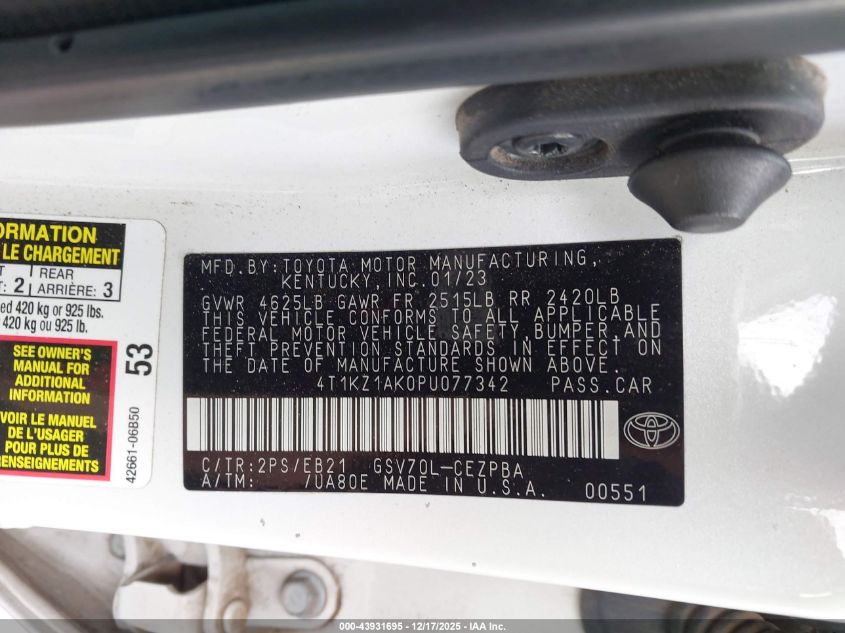 ORMATION
LE CHARGEMENT
2
REAR
ARRIÈRE 3
420 kg or 925 lbs.
420 kg ou 925 lb.
SEE OWNER'S
MANUAL FOR
ADDITIONAL
INFORMATION
VOIR LE MANUEL
DE L'USAGER
POUR PLUS DE
RENSEIGNEMENTS
53
42661-06B50
MFD. BY: TOYOTA MOTOR MANUFACTURING,
KENTUCKY, INC. 01/23
GVWR 4625LB GAWR FR 2515LB RR 2420LB
THIS VEHICLE CONFORMS TO ALL APPLICABLE
FEDERAL MOTOR VEHICLE SAFETY, BUMPER, AND
THEFT PREVENTION STANDARDS IN EFFECT ON
THE DATE OF MANUFACTURE SHOWN ABOVE.
4T1KZ1AK0PU077342 PASS. CAR
C/TR: 2PS/EB21 GSV70L-CEZPBA
A/TM: 7UA80E MADE IN U.S.A. 00551
000-43931695 - 12/17/2025 - IAA Inc.